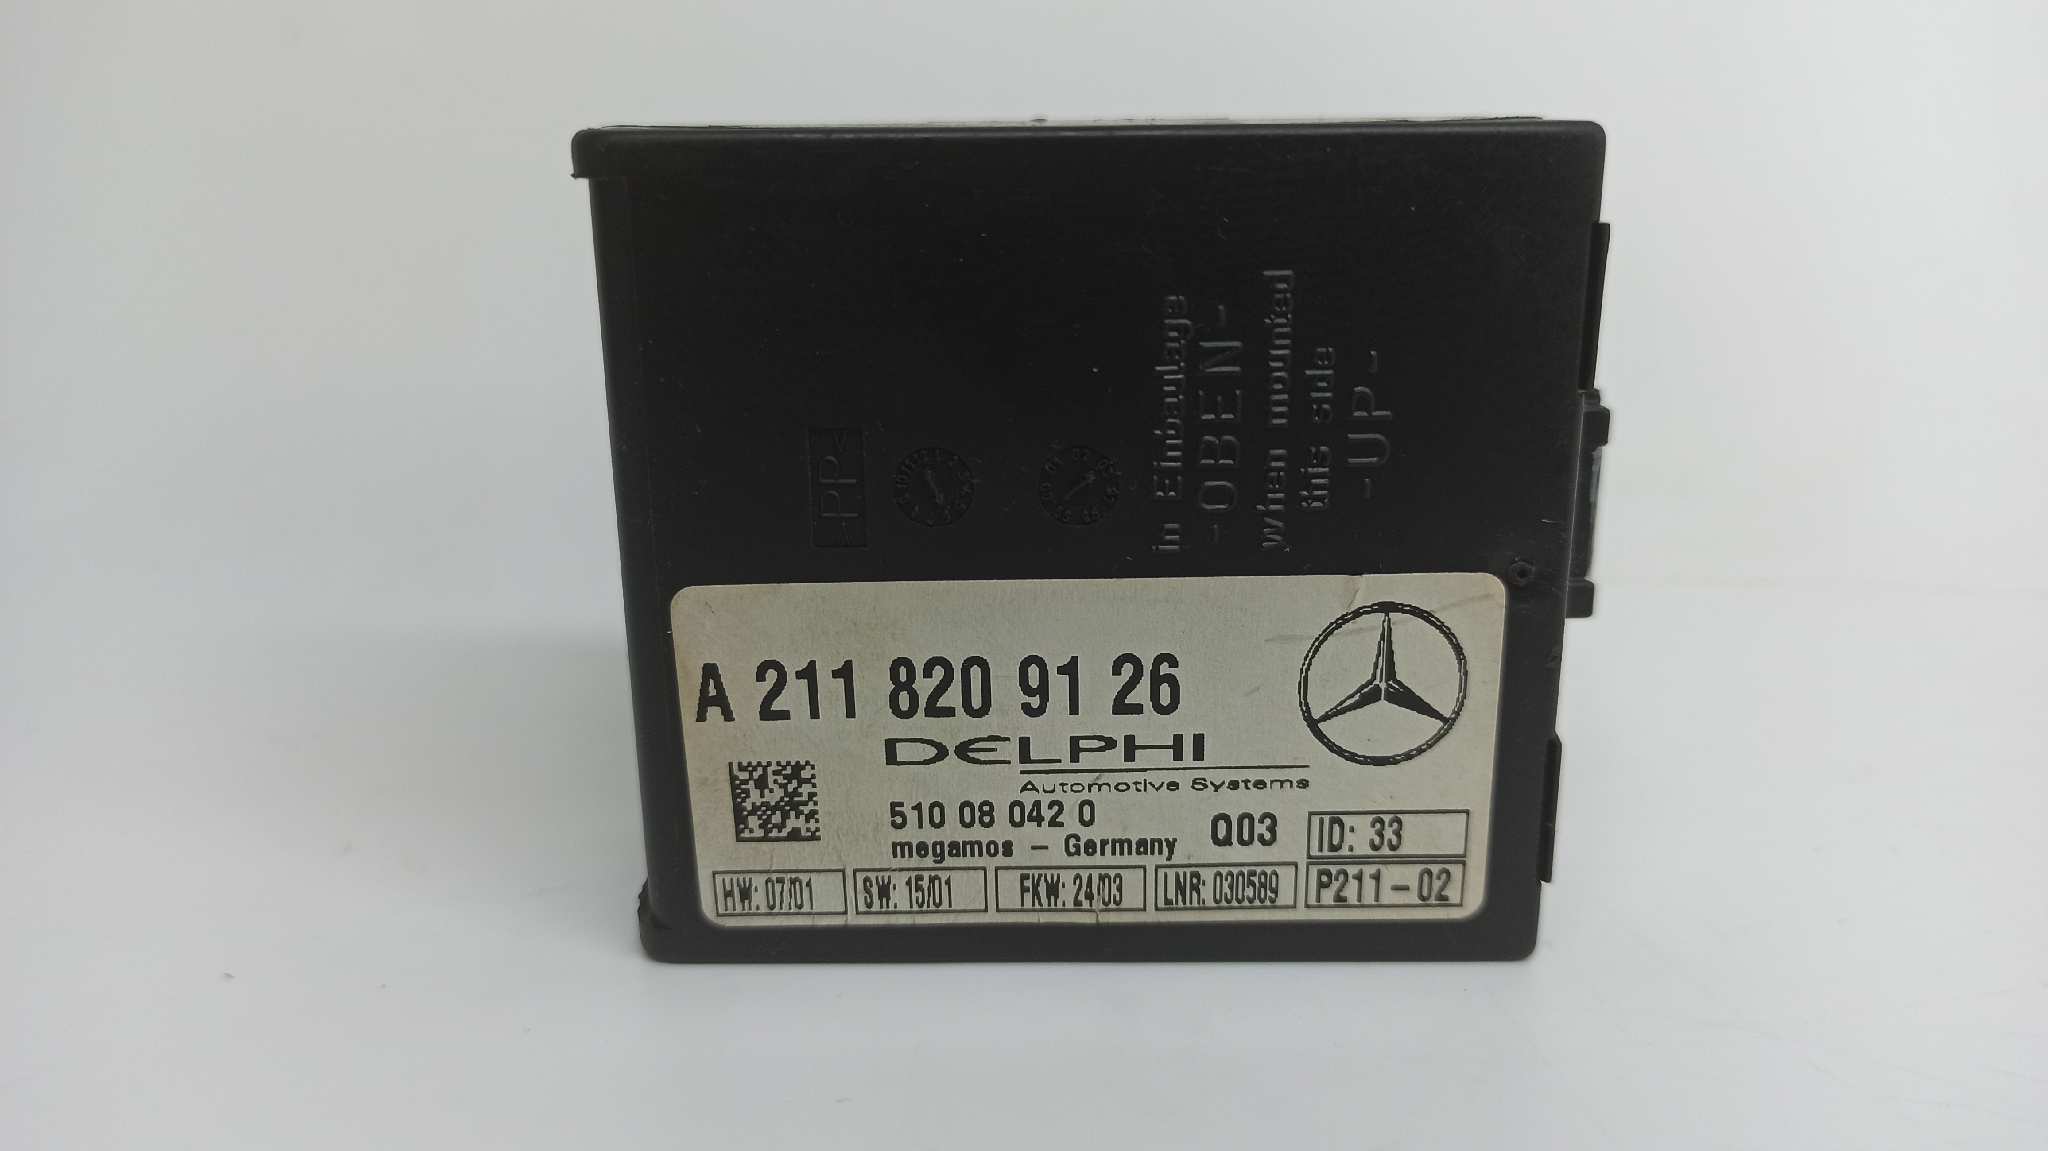 in Einbaulage
-OBEN-
when mounted
this side
-UP-
>PP<
A 211 820 91 26
DELPHI
Automotive Systems
510 08 042 0
megamos - Germany
Q03
ID: 33
HW: 07/01
SW: 15/01
FKW: 24/03
LNR: 030589
P211-02